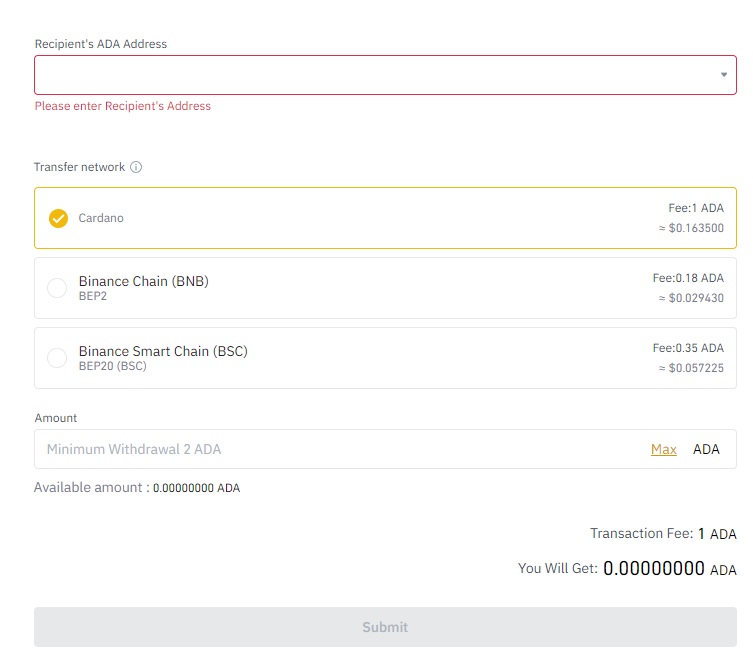 Recipient's ADA Address
Please enter Recipient's Address
Transfer network
Cardano
Fee:1 ADA
≈ $0.163500
Binance Chain (BNB)
BEP2
Fee:0.18 ADA
≈ $0.029430
Binance Smart Chain (BSC)
BEP20 (BSC)
Fee:0.35 ADA
≈ $0.057225
Amount
Minimum Withdrawal 2 ADA Max ADA
Available amount : 0.00000000 ADA
Transaction Fee: 1 ADA
You Will Get: 0.00000000 ADA
Submit